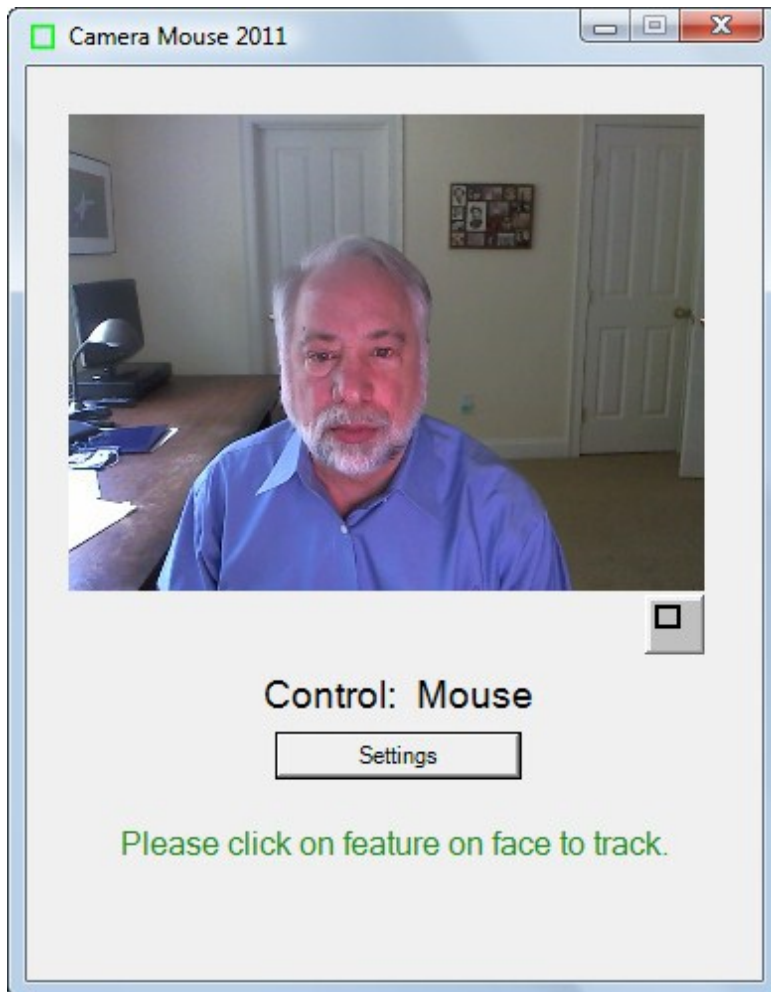 Camera Mouse 2011
Control: Mouse
Settings
Please click on feature on face to track.